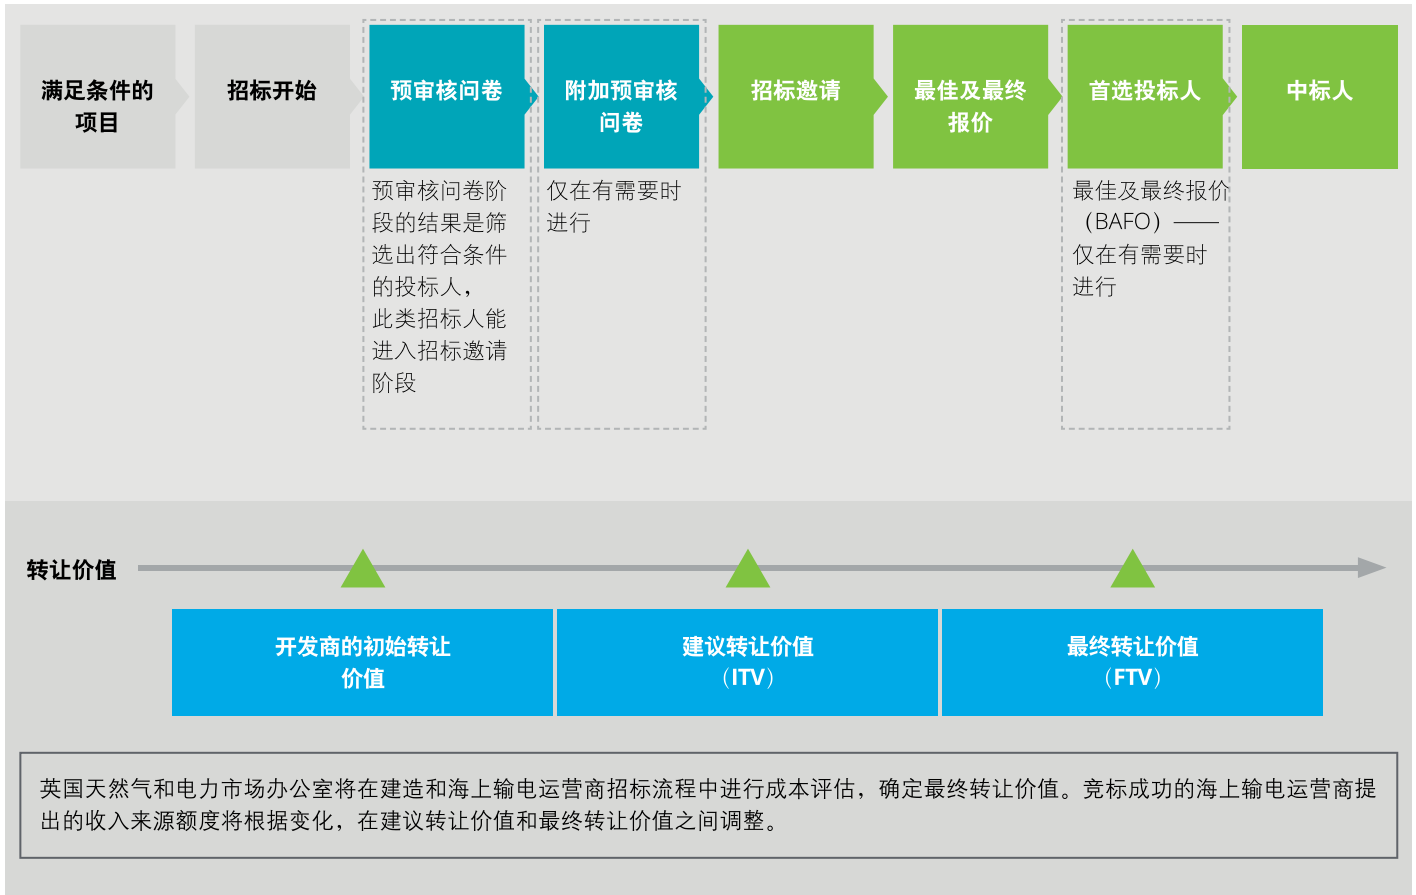 满足条件的
项目
招标开始
预审核问卷
附加预审核
问卷
招标邀请
最佳及最终
报价
首选投标人
中标人
预审核问卷阶
段的结果是筛
选出符合条件
的投标人，
此类招标人能
进入招标邀请
阶段
仅在有需要时
进行
最佳及最终报价
（BAFO）——
仅在有需要时
进行
转让价值
开发商的初始转让
价值
建议转让价值
（ITV）
最终转让价值
（FTV）
英国天然气和电力市场办公室将在建造和海上输电运营商招标流程中进行成本评估，确定最终转让价值。竞标成功的海上输电运营商提
出的收入来源额度将根据变化，在建议转让价值和最终转让价值之间调整。